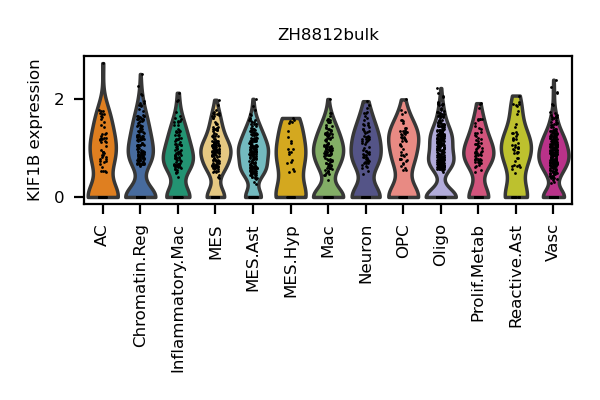 ZH8812bulk
KIF1B expression
2
0
AC
Chromatin.Reg
Inflammatory.Mac
MES
MES.Ast
MES.Hyp
Mac
Neuron
OPC
Oligo
Prolif.Metab
Reactive.Ast
Vasc